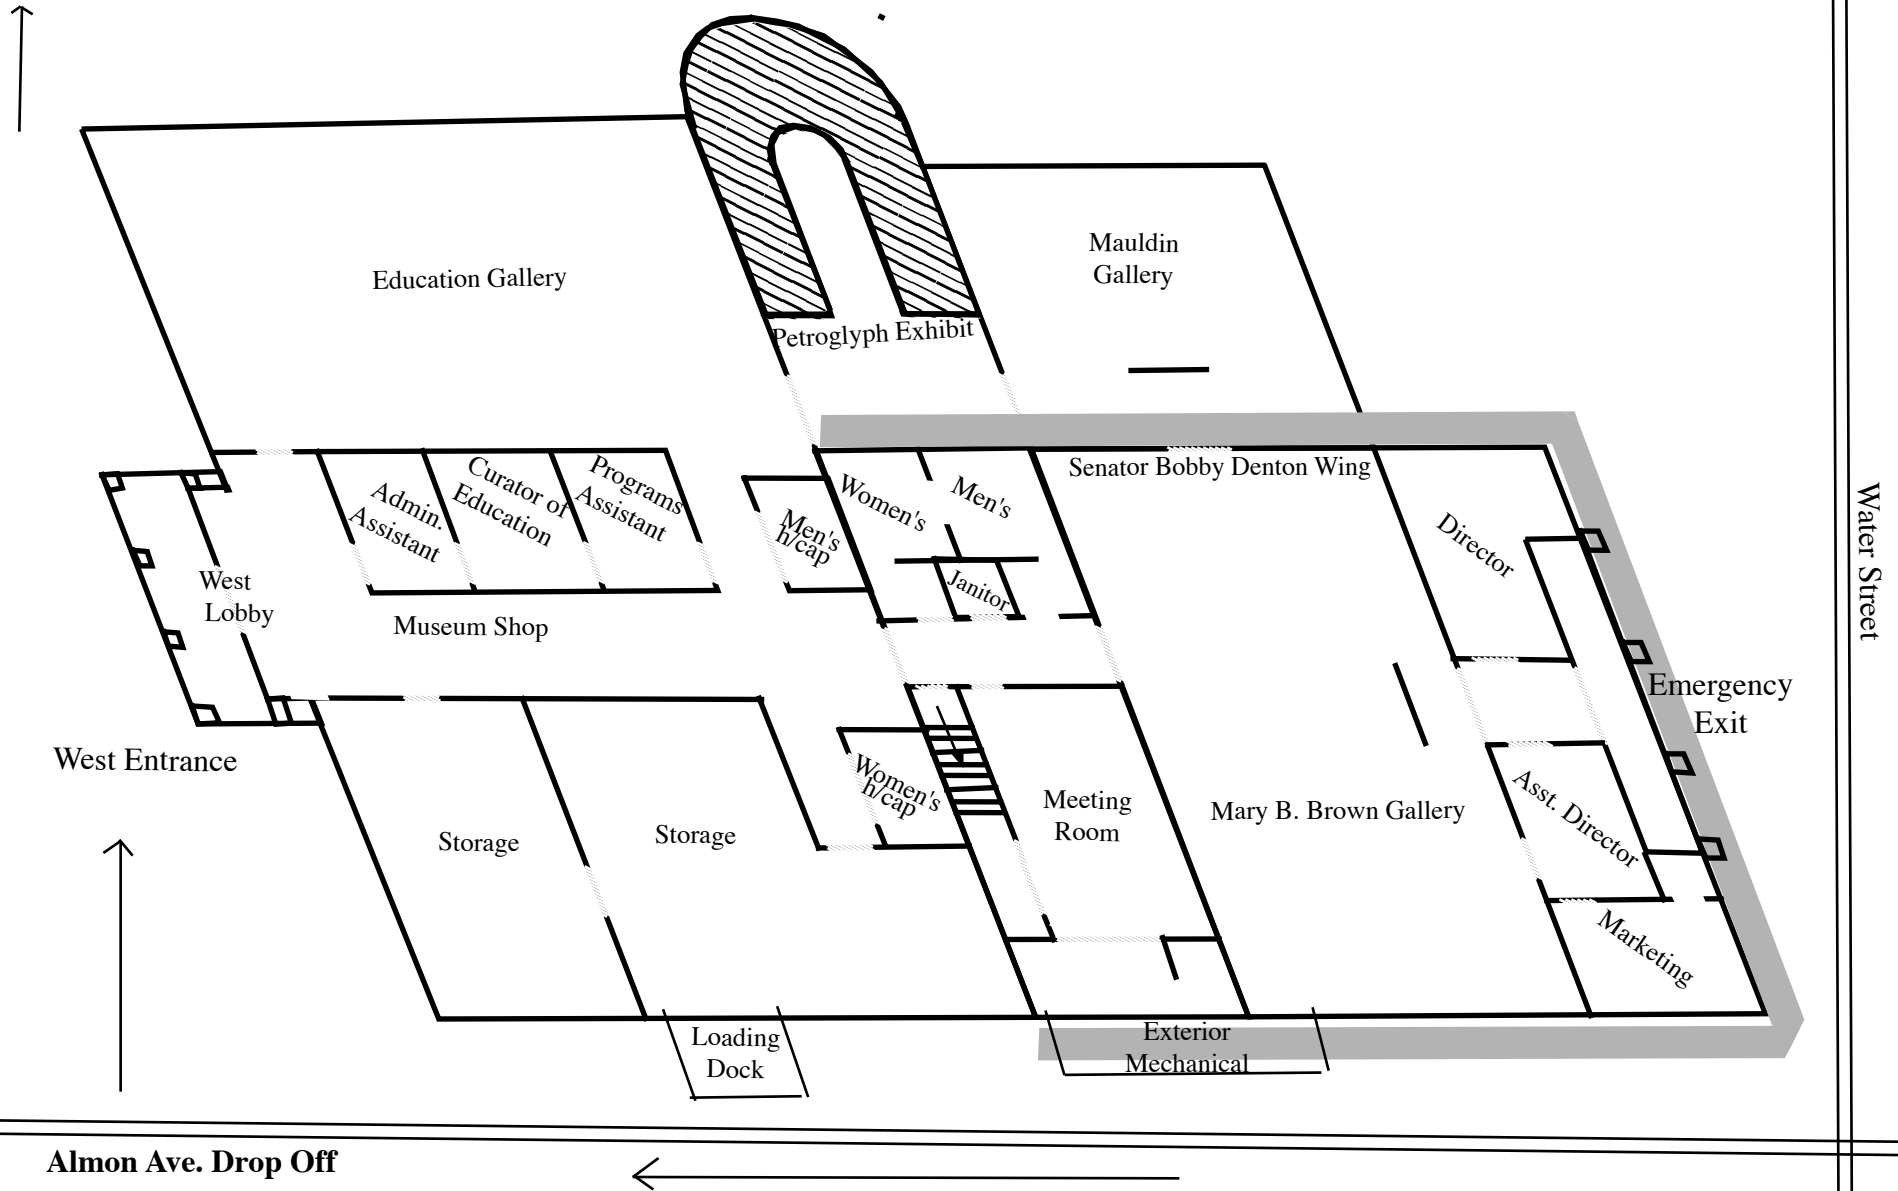 Mauldin
Gallery
Education Gallery
Petroglyph Exhibit
Senator Bobby Denton Wing
Admin.
Assistant
Curator of
Education
Programs
Assistant
Men's
h/cap
Women's
Men's
Janitor
Director
Water Street
West
Lobby
Museum Shop
Emergency
Exit
West Entrance
Women's
h/cap
Meeting
Room
Mary B. Brown Gallery
Asst. Director
Storage
Storage
Marketing
Loading
Dock
Exterior
Mechanical
Almon Ave. Drop Off